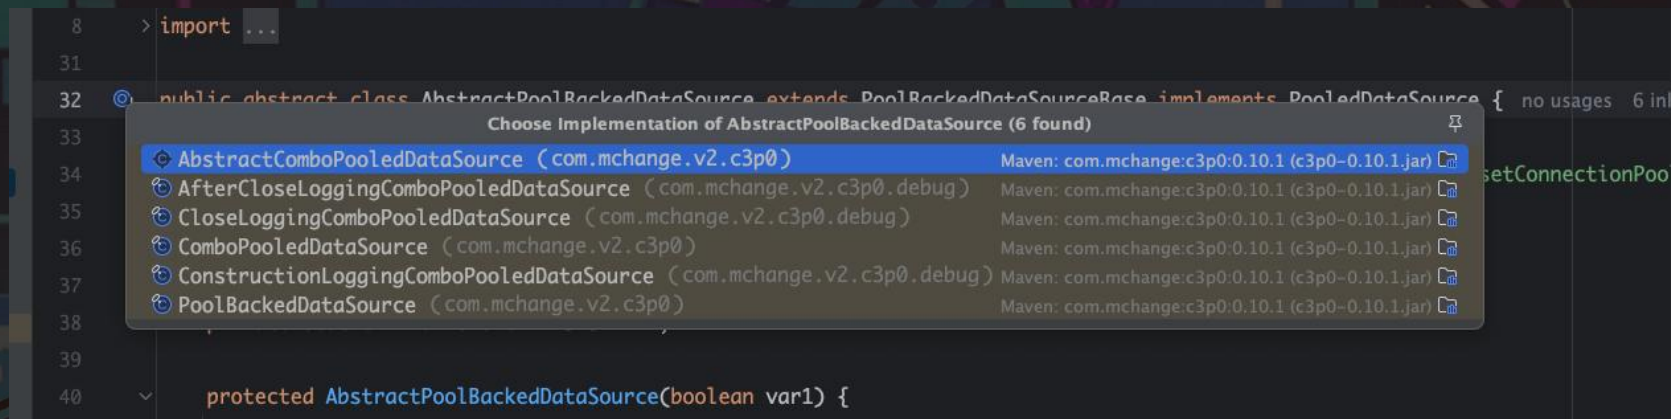 8 import ...
31
32 public abstract class AbstractPoolBackedDataSource extends PoolBackedDataSourceBase implements PooledDataSource { no usages 6
33
Choose Implementation of AbstractPoolBackedDataSource (6 found)
34
AbstractComboPooledDataSource (com.mchange.v2.c3p0) Maven: com.mchange:c3p0:0.10.1 (c3p0-0.10.1.jar)
setConnectionPoo
AfterCloseLoggingComboPooledDataSource (com.mchange.v2.c3p0.debug) Maven: com.mchange:c3p0:0.10.1 (c3p0-0.10.1.jar)
35 CloseLoggingComboPooledDataSource (com.mchange.v2.c3p0.debug) Maven: com.mchange:c3p0:0.10.1 (c3p0-0.10.1.jar)
36 ComboPooledDataSource (com.mchange.v2.c3p0) Maven: com.mchange:c3p0:0.10.1 (c3p0-0.10.1.jar)
37 ConstructionLoggingComboPooledDataSource (com.mchange.v2.c3p0.debug) Maven: com.mchange:c3p0:0.10.1 (c3p0-0.10.1.jar)
PoolBackedDataSource (com.mchange.v2.c3p0) Maven: com.mchange:c3p0:0.10.1 (c3p0-0.10.1.jar)
38
39
40 protected AbstractPoolBackedDataSource(boolean var1) {